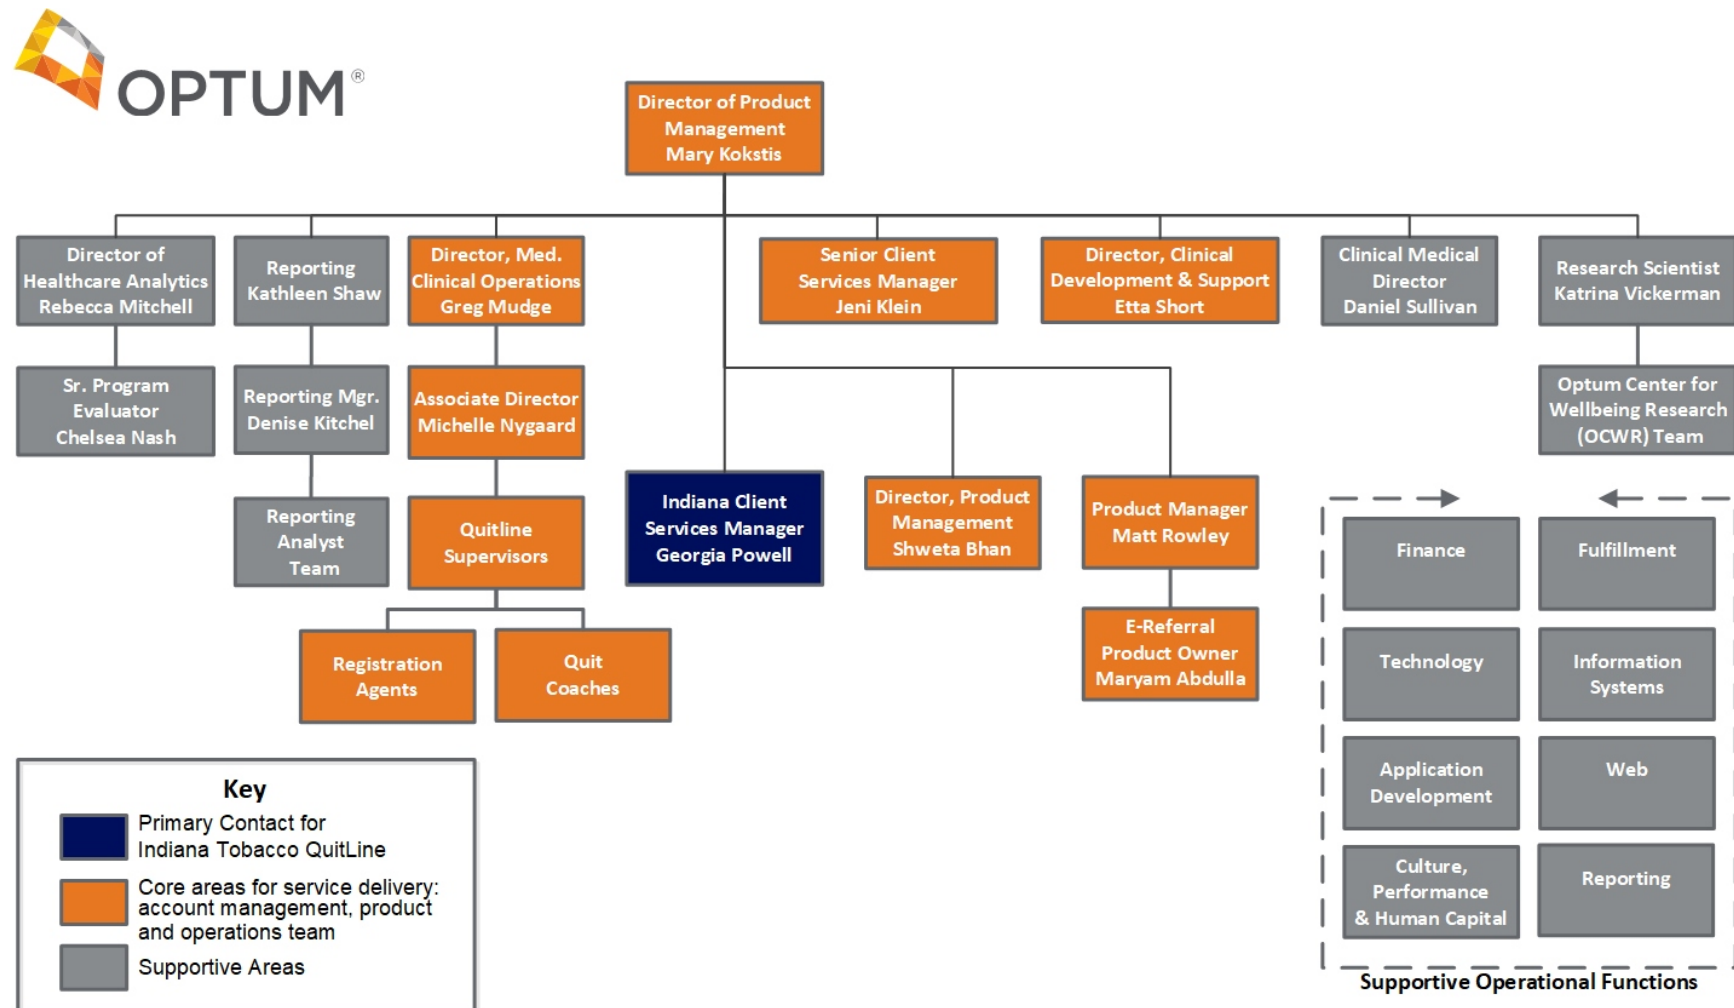 OPTUM®
Director of Product
Management
Mary Kokstis
Director of
Healthcare Analytics
Rebecca Mitchell
Reporting
Kathleen Shaw
Director, Med.
Clinical Operations
Greg Mudge
Senior Client
Services Manager
Jeni Klein
Director, Clinical
Development & Support
Etta Short
Clinical Medical
Director
Daniel Sullivan
Research Scientist
Katrina Vickerman
Sr. Program
Evaluator
Chelsea Nash
Reporting Mgr.
Denise Kitchel
Associate Director
Michelle Nygaard
Optum Center for
Wellbeing Research
(OCWR) Team
Reporting
Analyst
Team
Quitline
Supervisors
Indiana Client
Services Manager
Georgia Powell
Director, Product
Management
Shweta Bhan
Product Manager
Matt Rowley
Registration
Agents
Quit
Coaches
E-Referral
Product Owner
Maryam Abdulla
Finance
Fulfillment
Technology
Information
Systems
Application
Development
Web
Culture,
Performance
& Human Capital
Reporting
Supportive Operational Functions
Key
Primary Contact for
Indiana Tobacco QuitLine
Core areas for service delivery:
account management, product
and operations team
Supportive Areas